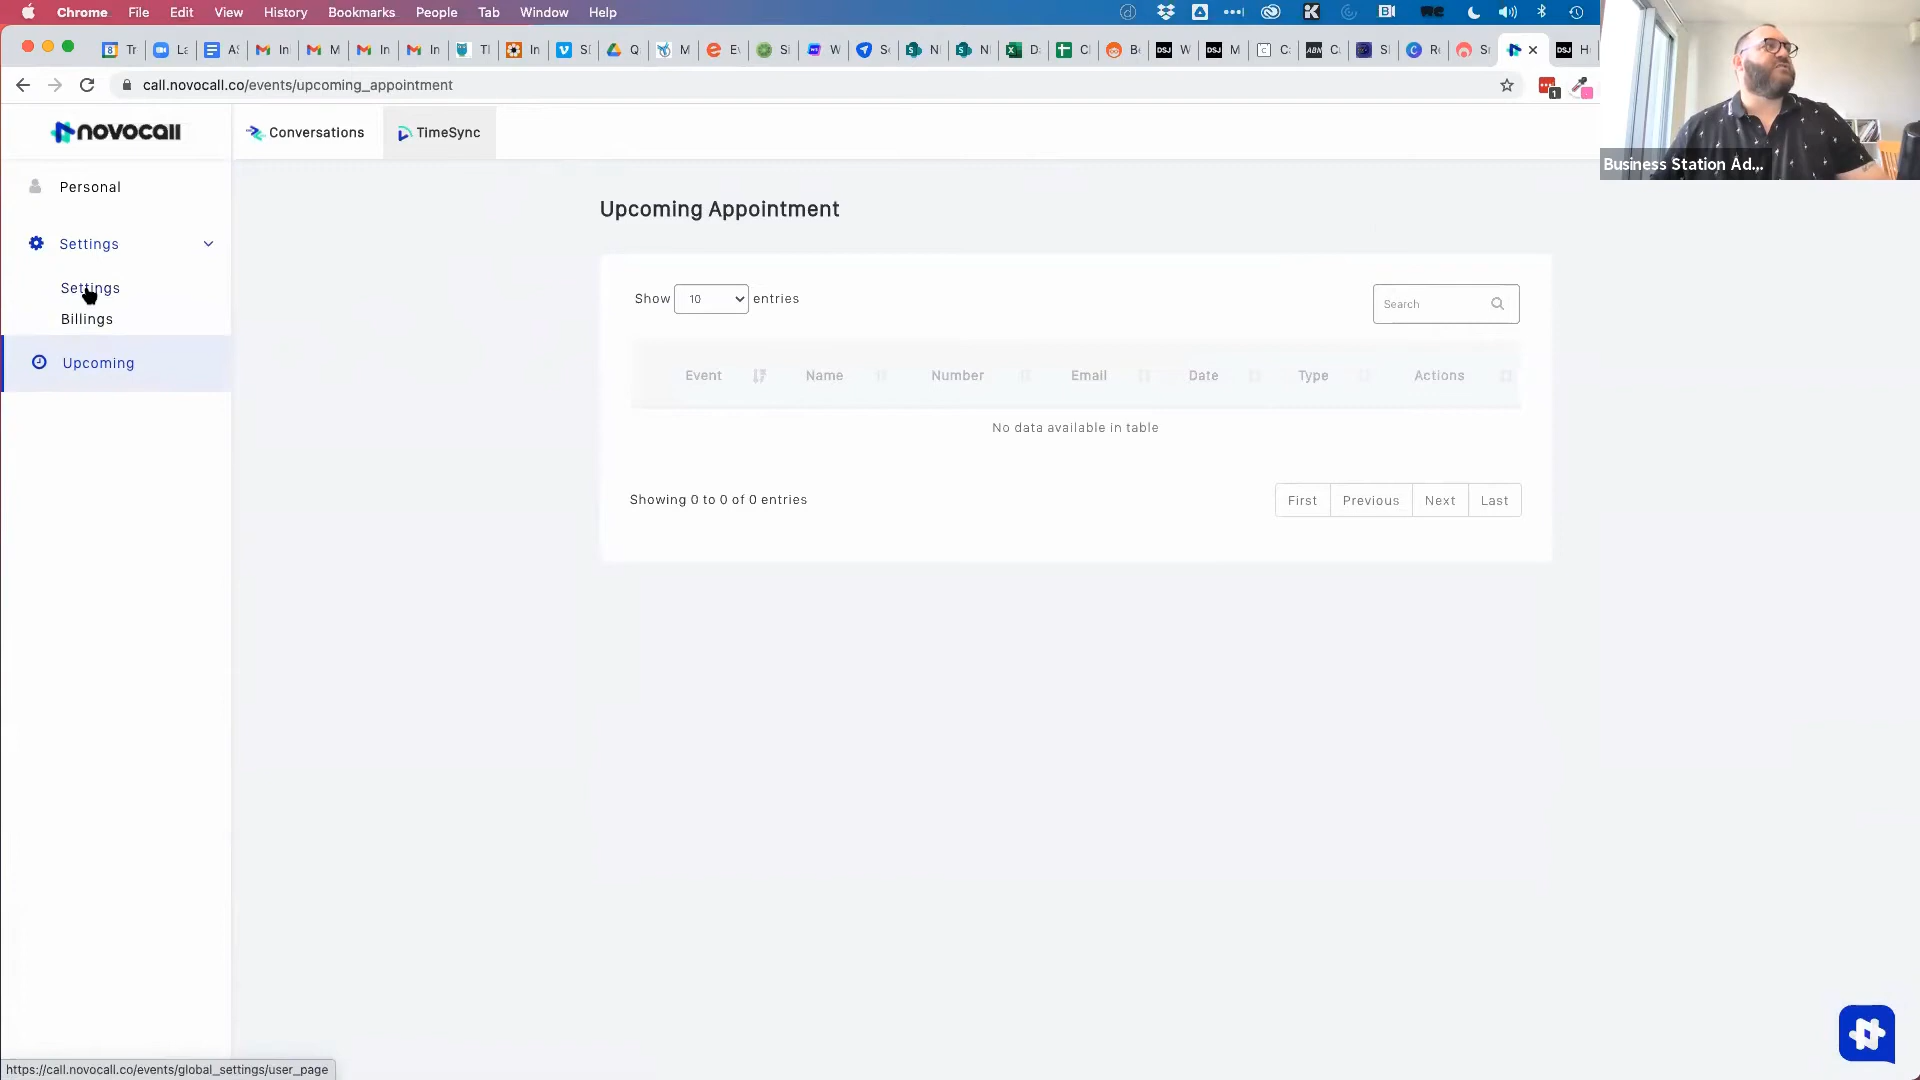 Chrome File Edit View History Bookmarks People Tab Window Help
call.novocall.co/events/upcoming_appointment
novocall
Conversations
TimeSync
Business Station Ad...
Personal
Settings
Settings
Billings
Upcoming
Upcoming Appointment
Show 10 entries
Search
Event Name Number Email Date Type Actions
No data available in table
Showing 0 to 0 of 0 entries
First Previous Next Last
https://call.novocall.co/events/global_settings/user_page